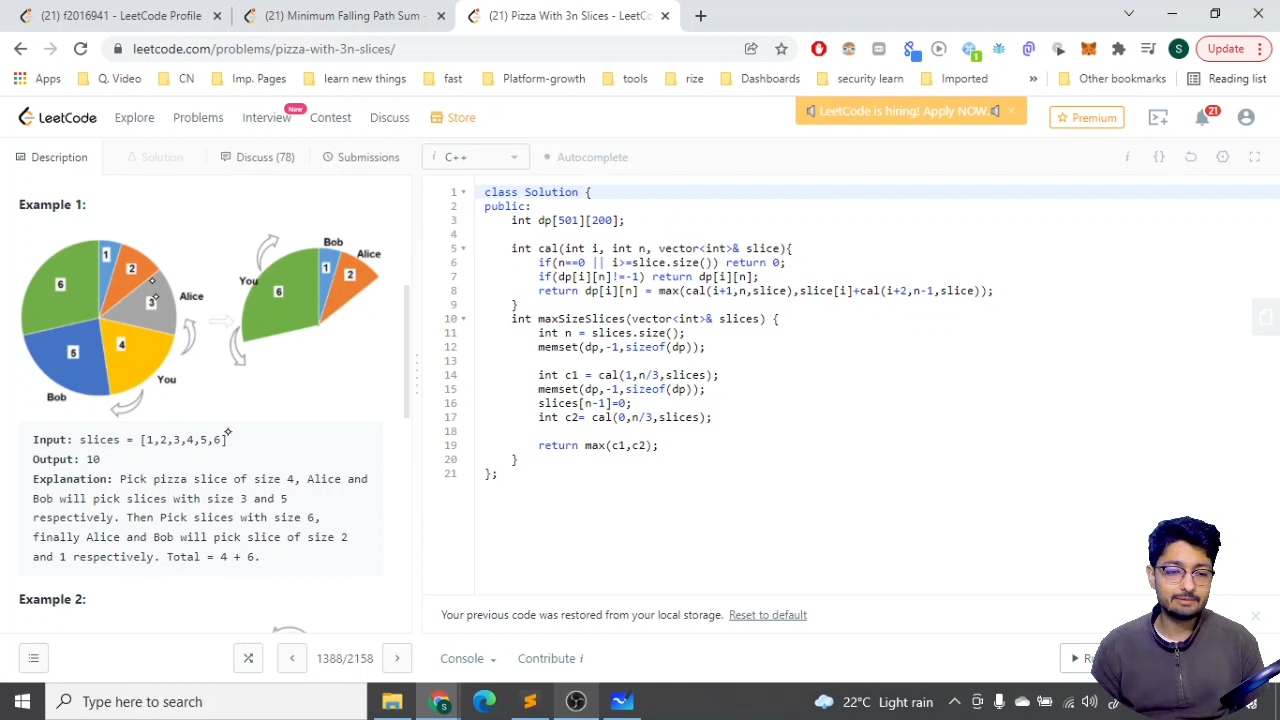 (21) f2016941 - LeetCode Profile
(21) Minimum Falling Path Sum -
(21) Pizza With 3n Slices - LeetCo
leetcode.com/problems/pizza-with-3n-slices/
S
Update
Apps
Q. Video
CN
Imp. Pages
learn new things
fast
Platform-growth
tools
rize
Dashboards
security learn
Imported
»
Other bookmarks
Reading list
LeetCode
Explore
Problems
Interview
New
Contest
Discuss
Store
LeetCode is hiring! Apply NOW.
Premium
21
Description
Solution
Discuss (78)
Submissions
i C++
Autocomplete
Example 1:
1
2
3
4
5
6
Alice
You
Bob
Bob
Alice
You
1
2
6
Input: slices = [1,2,3,4,5,6]
Output: 10
Explanation: Pick pizza slice of size 4, Alice and
Bob will pick slices with size 3 and 5
respectively. Then Pick slices with size 6,
finally Alice and Bob will pick slice of size 2
and 1 respectively. Total = 4 + 6.
Example 2:
1 class Solution {
2 public:
3 int dp[501][200];
4
5 int cal(int i, int n, vector<int>& slice){
6 if(n==0 || i>=slice.size()) return 0;
7 if(dp[i][n]!=-1) return dp[i][n];
8 return dp[i][n] = max(cal(i+1,n,slice),slice[i]+cal(i+2,n-1,slice));
9 }
10 int maxSizeSlices(vector<int>& slices) {
11 int n = slices.size();
12 memset(dp,-1,sizeof(dp));
13
14 int c1 = cal(1,n/3,slices);
15 memset(dp,-1,sizeof(dp));
16 slices[n-1]=0;
17 int c2= cal(0,n/3,slices);
18
19 return max(c1,c2);
20 }
21 };
Your previous code was restored from your local storage. Reset to default
1388/2158
Console
Contribute i
Type here to search
22°C Light rain